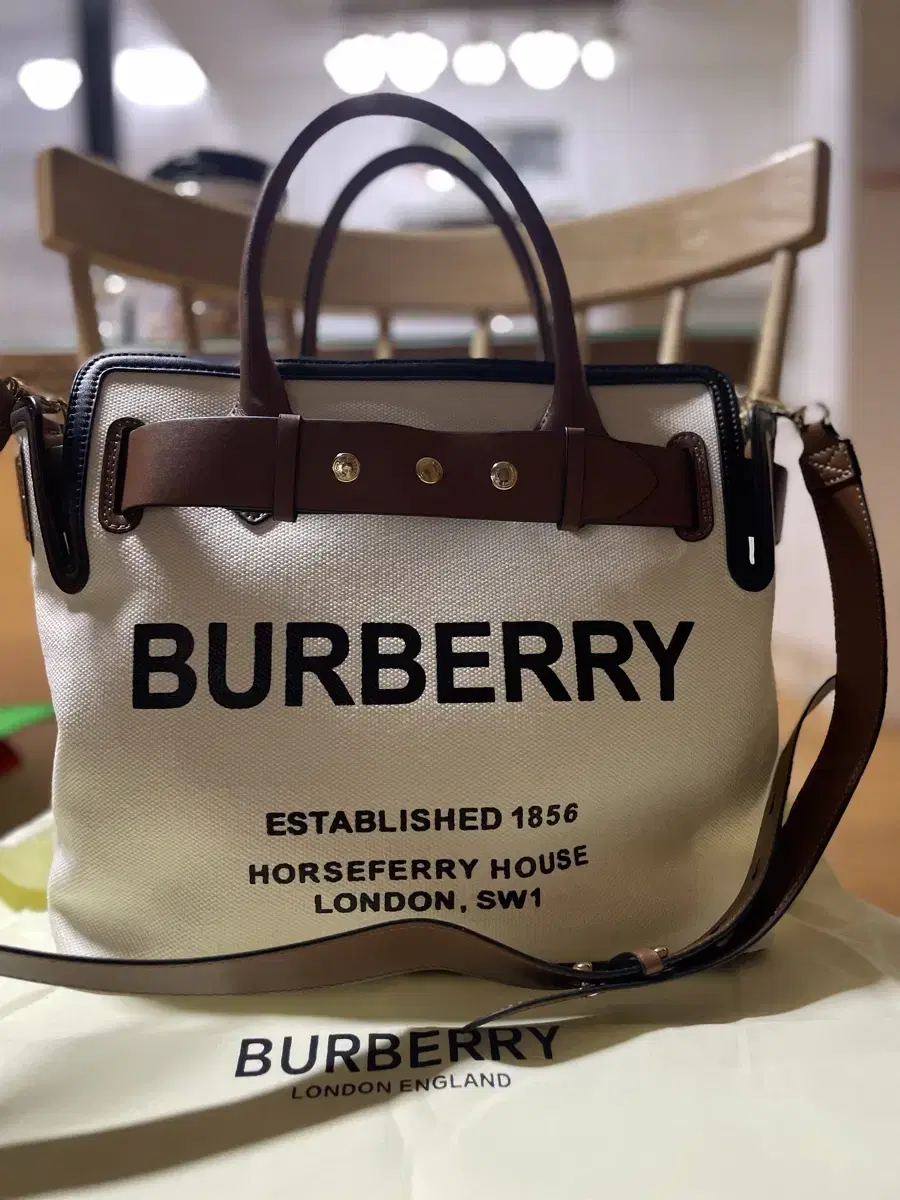 BURBERRY
ESTABLISHED 1856
HORSEFERRY HOUSE
LONDON, SW1
BURBERRY
LONDON ENGLAND